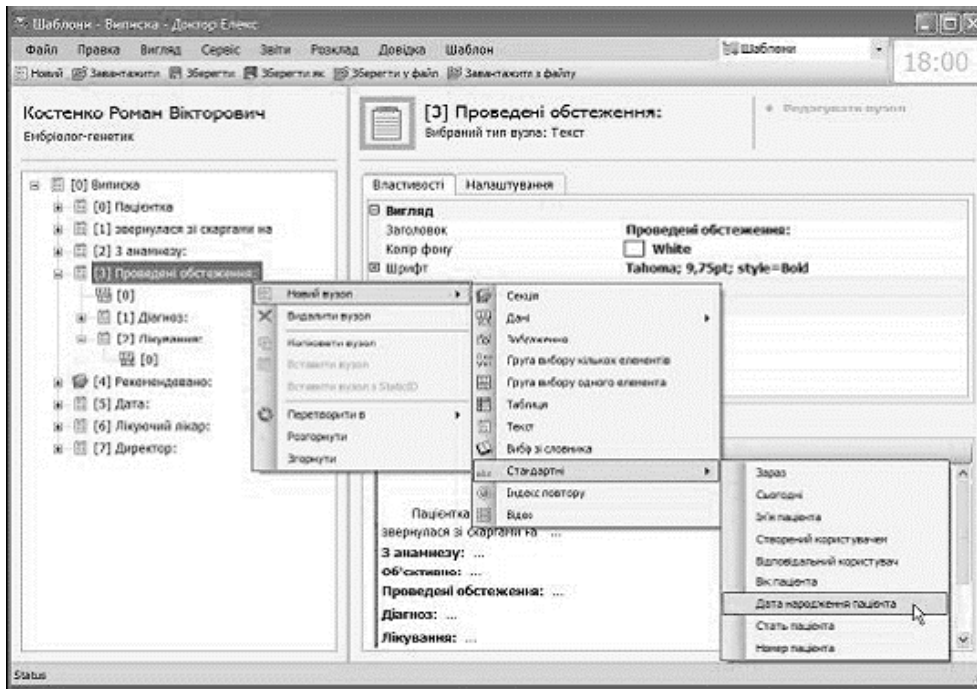 Шаблони - Виписка - Доктор Елекс
Файл Правка Вигляд Сервіс Звіти Розклад Довідка Шаблон
Шаблони
18:00
Новий Завантажити Зберегти Зберегти як Зберегти у файл Завантажити з файлу
Костенко Роман Вікторович
Ембріолог-генетик
[3] Проведені обстеження:
Вибраний тип вузла: Текст
Редагувати вузол
[0] Виписка
[0] Пацієнтка
[1] звернулася зі скаргами на
[2] З анамнезу:
[3] Проведені обстеження:
[0]
[1] Діагноз:
[2] Лікування:
[0]
[4] Рекомендовано:
[5] Дата:
[6] Лікуючий лікар:
[7] Директор:
Властивості Налаштування
Вигляд
Заголовок Проведені обстеження:
Колір фону White
Шрифт Tahoma; 9,75pt; style=Bold
Новий вузол
Видалити вузол
Копіювати вузол
Вставити вузол
Вставити вузол з StaticID
Перетворити в
Розгорнути
Згорнути
Секція
Дані
Зображення
Група вибору кількох елементів
Група вибору одного елемента
Таблиця
Текст
Вибір зі словника
Стандартні
Індекс повтору
Відео
Зараз
Сьогодні
Ім'я пацієнта
Створений користувачем
Відповідальний користувач
Вік пацієнта
Дата народження пацієнта
Стать пацієнта
Номер пацієнта
Пацієнтка
звернулася зі скаргами на ...
З анамнезу: ...
Об'єктивно: ...
Проведені обстеження: ...
Діагноз: ...
Лікування: ...
Status